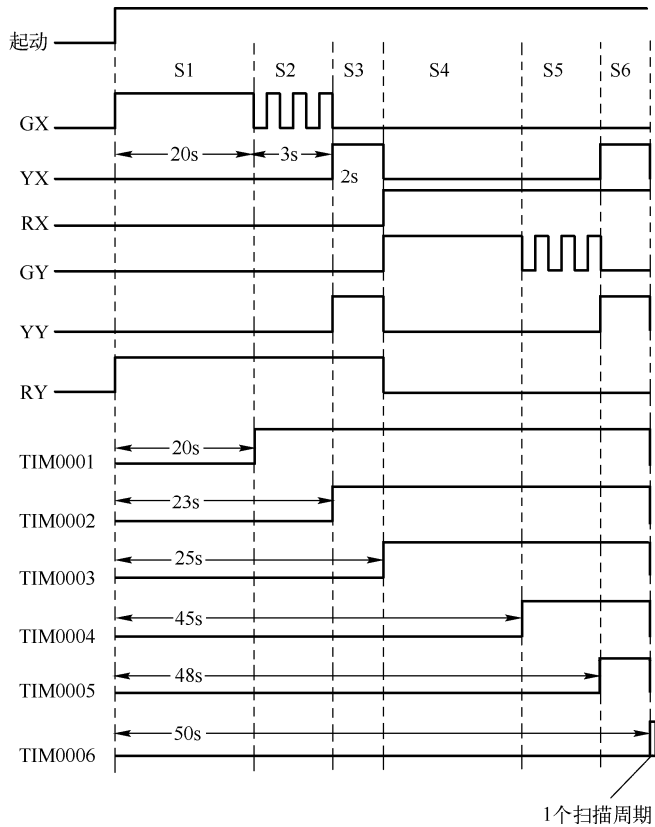 起动
S1 S2 S3 S4 S5 S6
GX
20s 3s
YX 2s
RX
GY
YY
RY
20s
TIM0001
23s
TIM0002
25s
TIM0003
45s
TIM0004
48s
TIM0005
50s
TIM0006
1个扫描周期